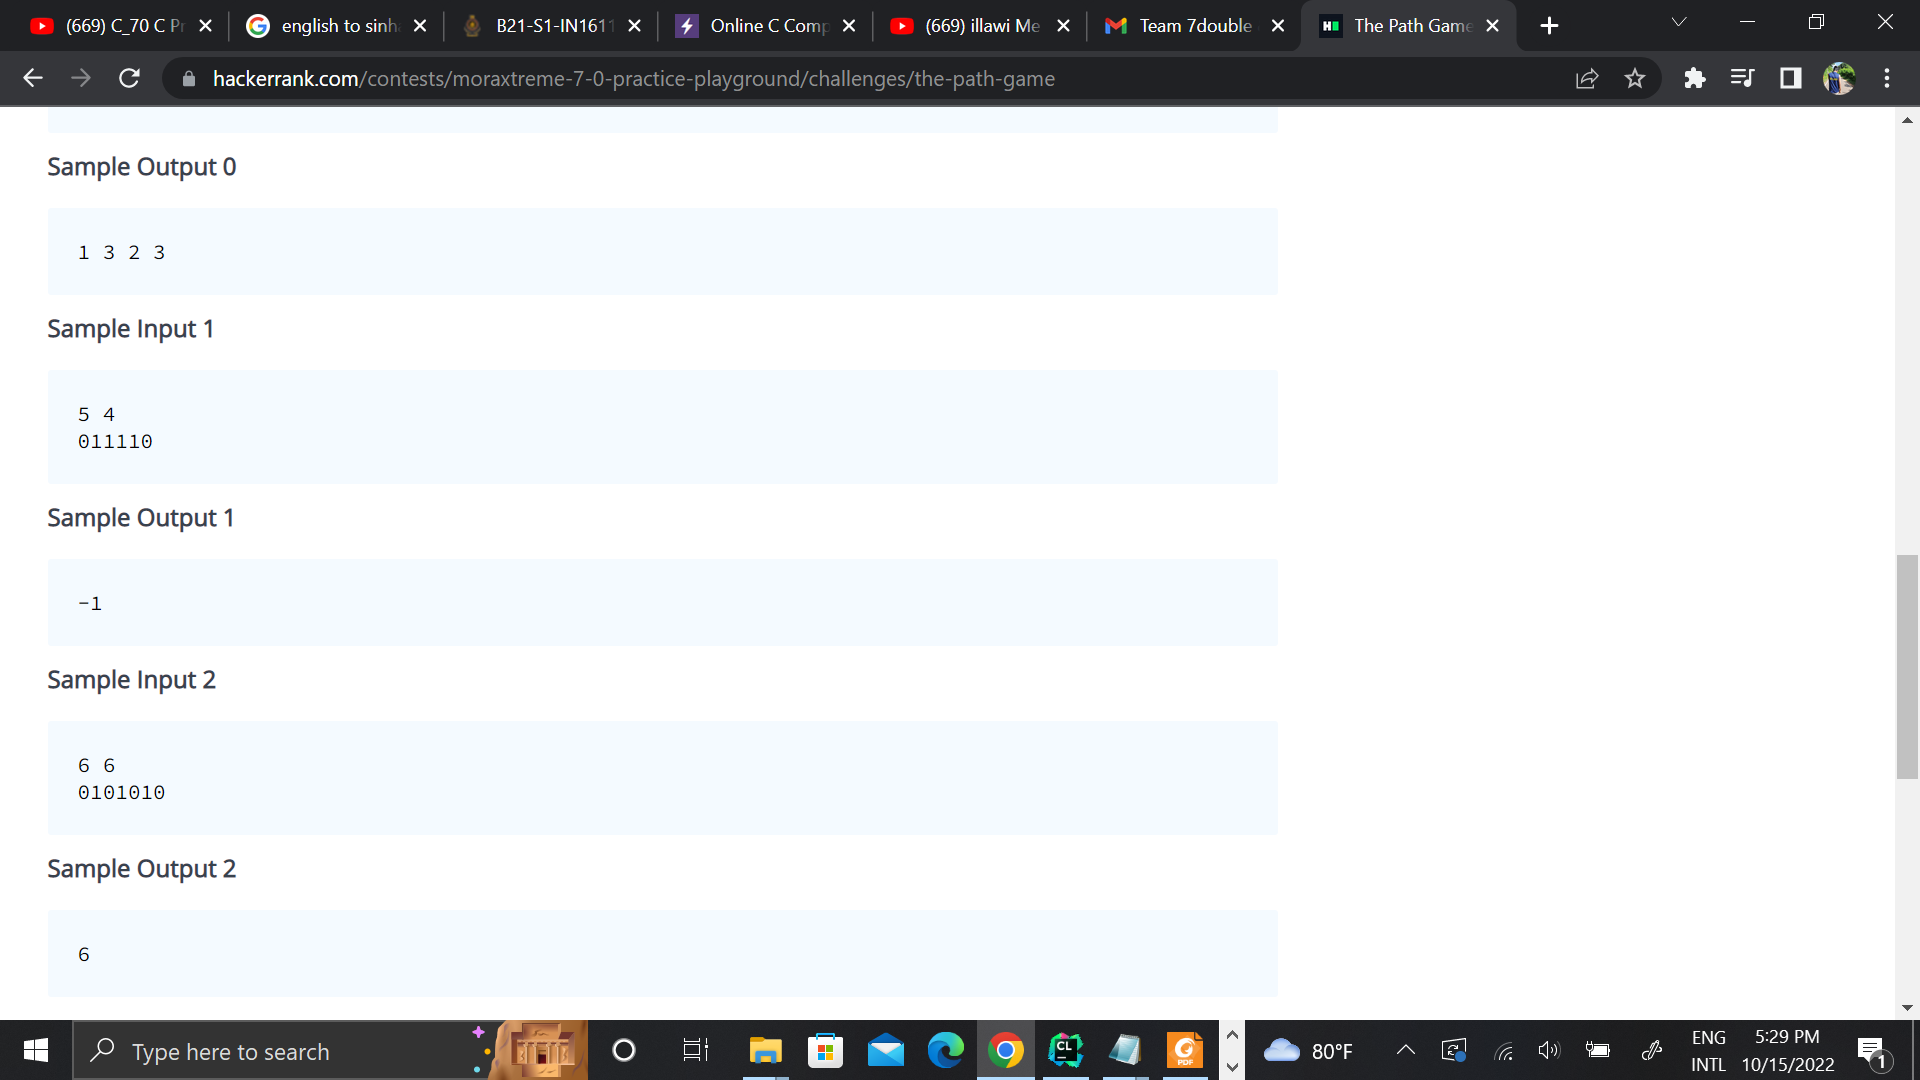 (669) C_70 C Pr
english to sinh
B21-S1-IN1611
Online C Comp
(669) illawi Me
Team 7double
The Path Game
hackerrank.com/contests/moraxtreme-7-0-practice-playground/challenges/the-path-game
Sample Output 0
1 3 2 3
Sample Input 1
5 4
011110
Sample Output 1
-1
Sample Input 2
6 6
0101010
Sample Output 2
6
Type here to search
80°F
ENG
INTL
5:29 PM
10/15/2022
1